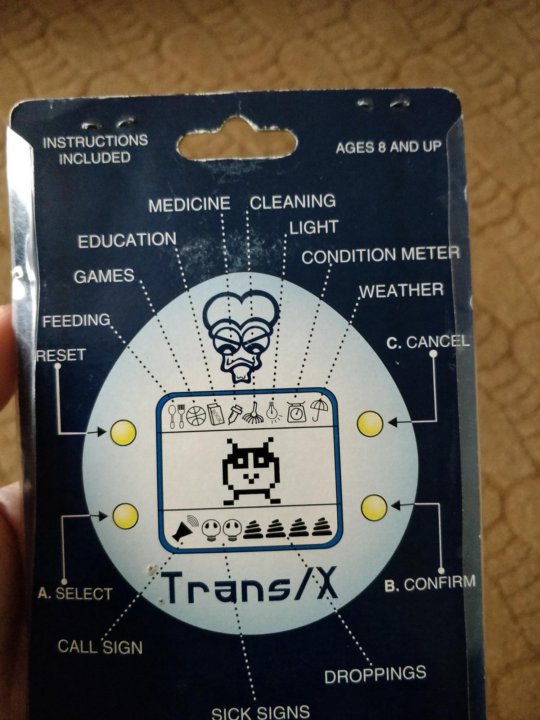 INSTRUCTIONS
INCLUDED
AGES 8 AND UP
MEDICINE
CLEANING
EDUCATION
LIGHT
GAMES
CONDITION METER
FEEDING
WEATHER
RESET
C. CANCEL
Trans/X
A. SELECT
B. CONFIRM
CALL SIGN
DROPPINGS
SICK SIGNS